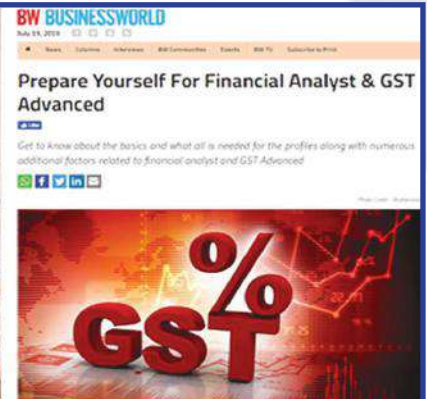 BW BUSINESSWORLD
July 19, 2019
News Columns Interviews BW Communities Events BW TV Subscribe to Print
Prepare Yourself For Financial Analyst & GST
Advanced
Get to know about the basics and what all is needed for the profiles along with numerous
additional factors related to financial analyst and GST Advanced
%
GST